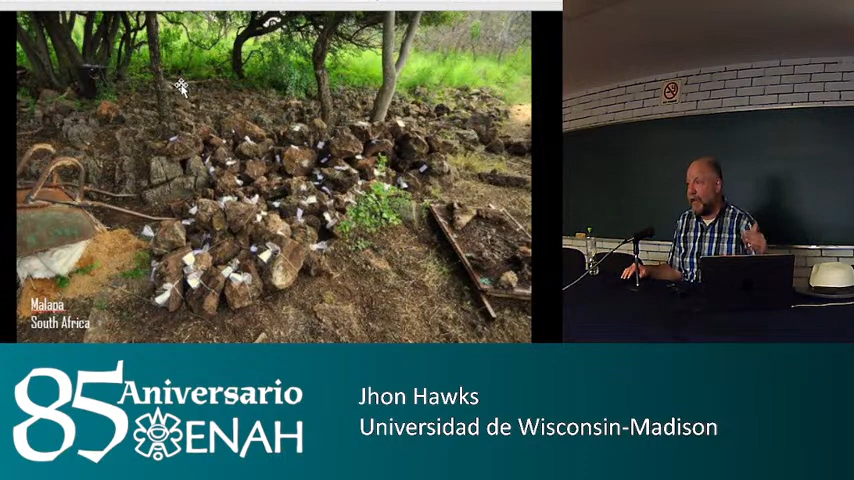 Malapa
South Africa
85 Aniversario
ENAH
Jhon Hawks
Universidad de Wisconsin-Madison